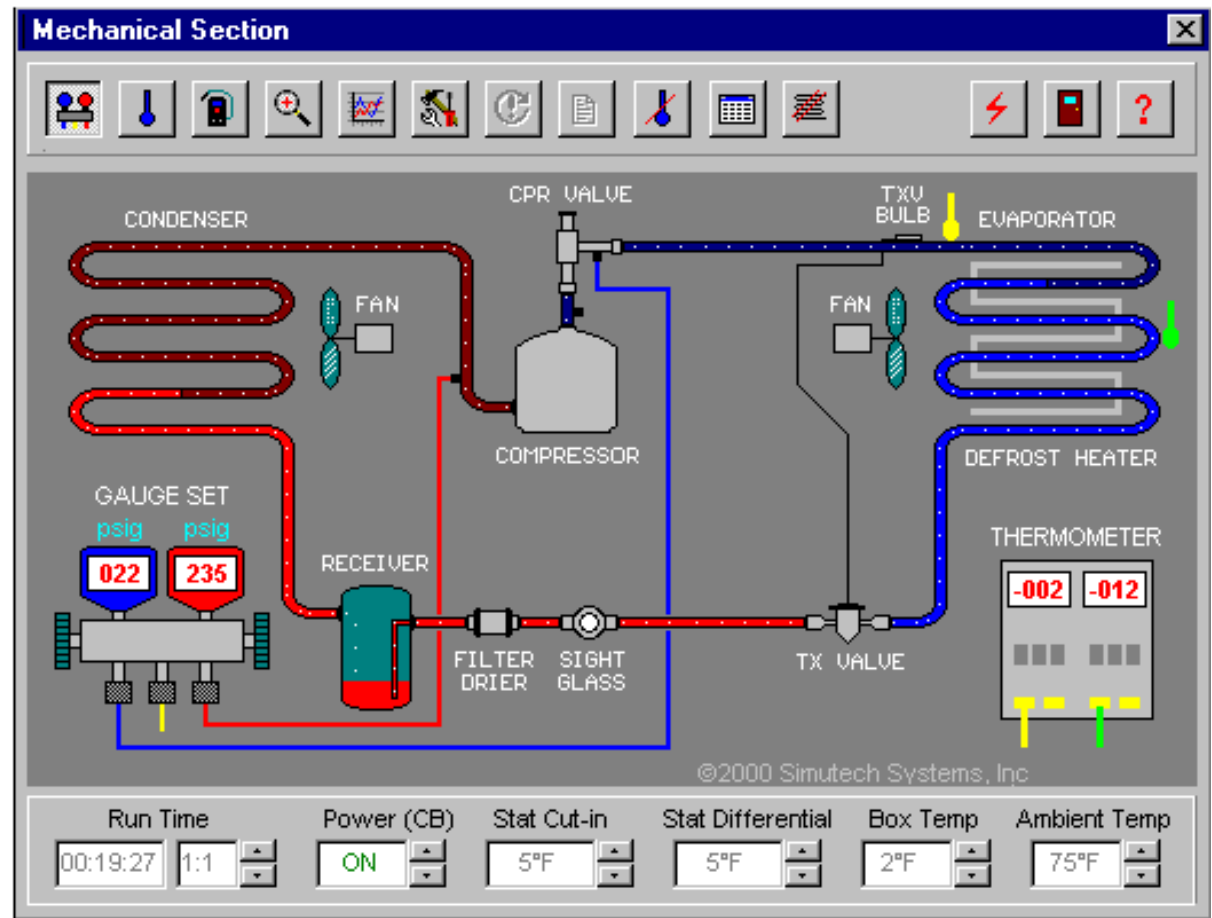 Mechanical Section
?
CPR VALVE
TXV
BULB
CONDENSER
EVAPORATOR
FAN
FAN
COMPRESSOR
DEFROST HEATER
GAUGE SET
psig psig
022 235
RECEIVER
THERMOMETER
-002 -012
FILTER
DRIER
SIGHT
GLASS
TX VALVE
©2000 Simutech Systems, Inc
Run Time Power (CB) Stat Cut-in Stat Differential Box Temp Ambient Temp
00:19:27 1:1 ON 5°F 5°F 2°F 75°F